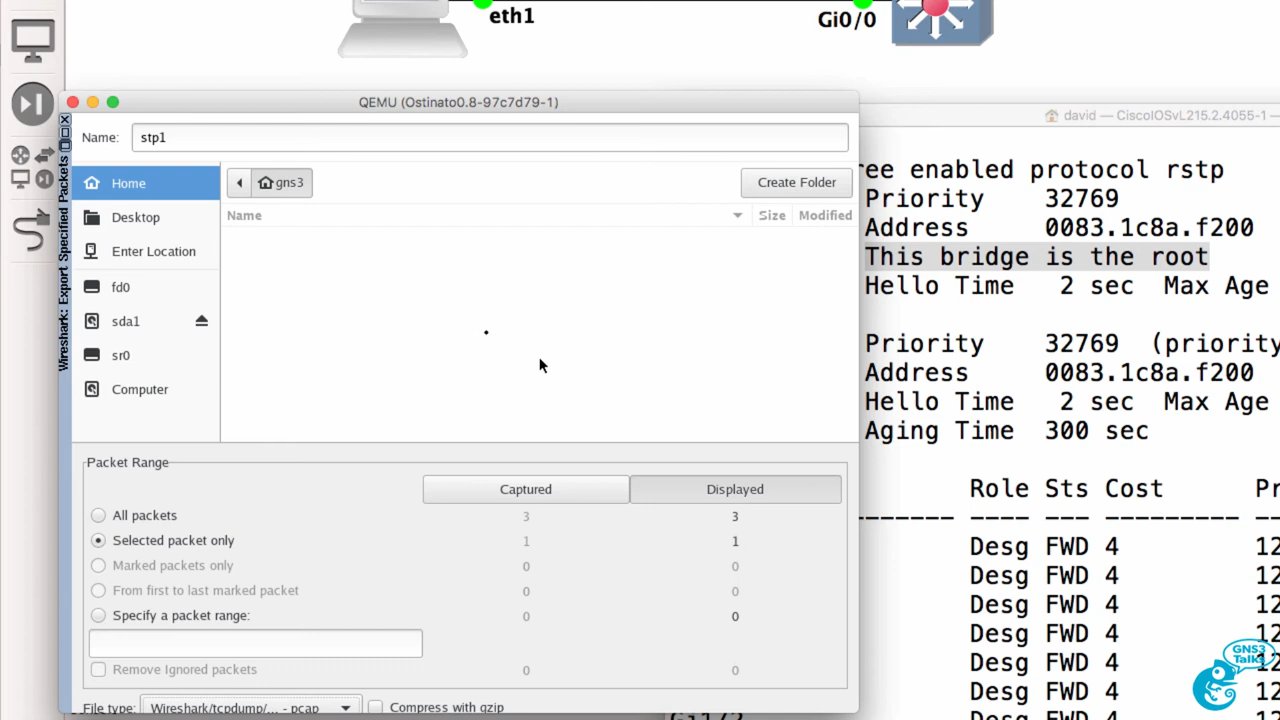 eth1
Gi0/0
QEMU (Ostinato0.8-97c7d79-1)
david — CiscoIOSvL215.2.4055-1 —
Wireshark: Export Specified Packets
Name: stp1
Home
gns3
Create Folder
Desktop
Name Size Modified
Enter Location
fd0
sda1
sr0
Computer
Packet Range
Captured Displayed
All packets 3 3
Selected packet only 1 1
Marked packets only 0 0
From first to last marked packet 0 0
Specify a packet range: 0 0
Remove Ignored packets 0 0
File type: Wireshark/tcpdump/... - pcap Compress with gzip
ree enabled protocol rstp
Priority 32769
Address 0083.1c8a.f200
This bridge is the root
Hello Time 2 sec Max Age
Priority 32769 (priority
Address 0083.1c8a.f200
Hello Time 2 sec Max Age
Aging Time 300 sec
Role Sts Cost Pr
------- ---- --- --------- --
Desg FWD 4 12
Desg FWD 4 12
Desg FWD 4 12
Desg FWD 4 12
Desg FWD 4 12
Desg FWD 4 12
GNS3
Talks